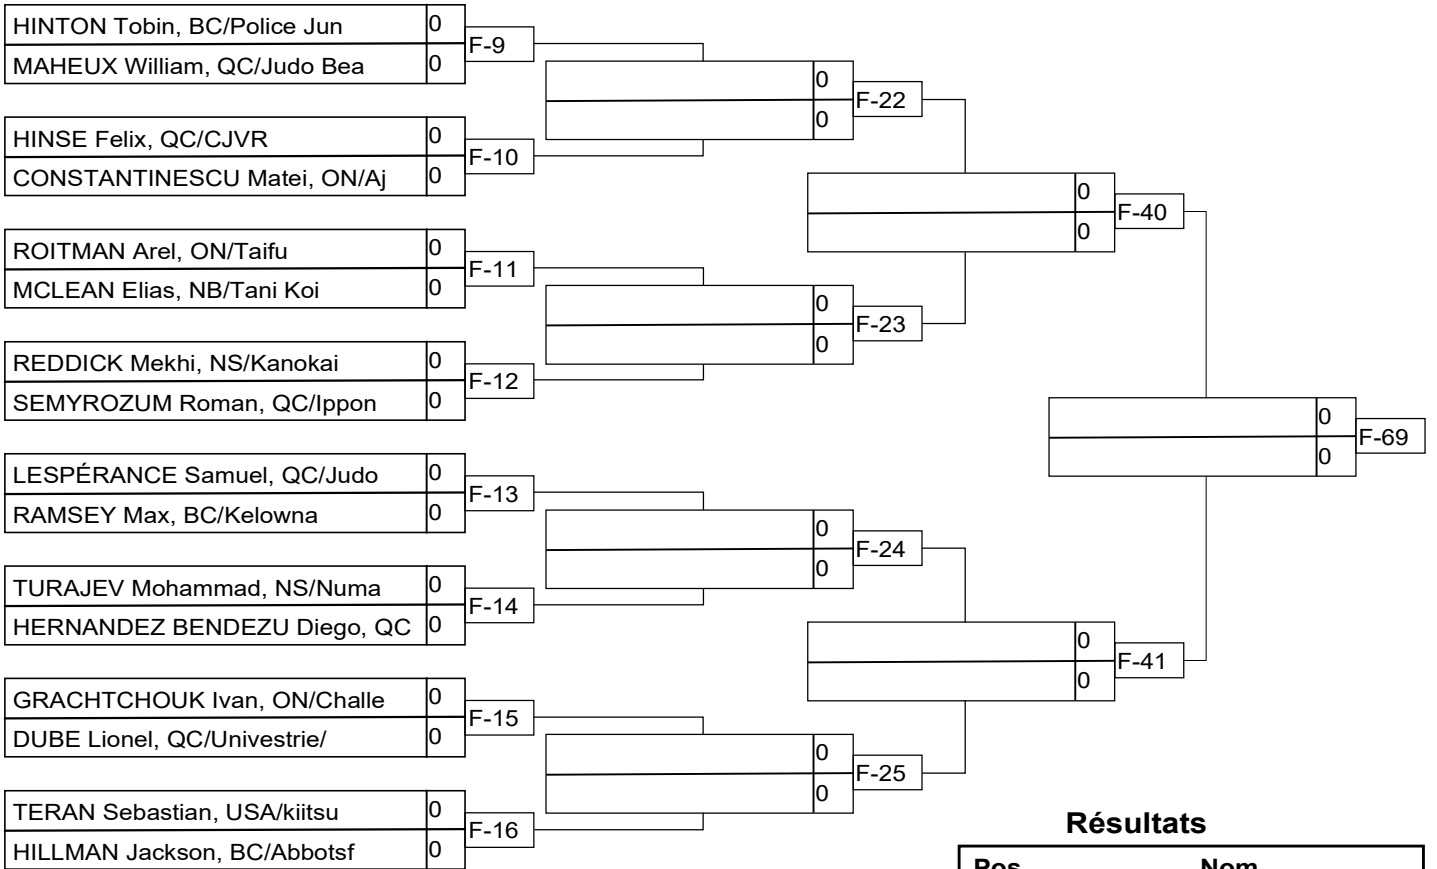 HINTON Tobin, BC/Police Jun 0
F-9
MAHEUX William, QC/Judo Bea 0
0
F-22
0
HINSE Felix, QC/CJVR 0
F-10
CONSTANTINESCU Matei, ON/Aj 0
0
F-40
0
ROITMAN Arel, ON/Taifu 0
F-11
MCLEAN Elias, NB/Tani Koi 0
0
F-23
0
REDDICK Mekhi, NS/Kanokai 0
F-12
SEMYROZUM Roman, QC/Ippon 0
0
F-69
0
LESPÉRANCE Samuel, QC/Judo 0
F-13
RAMSEY Max, BC/Kelowna 0
0
F-24
0
TURAJEV Mohammad, NS/Numa 0
F-14
HERNANDEZ BENDEZU Diego, QC 0
0
F-41
0
GRACHTCHOUK Ivan, ON/Challe 0
F-15
DUBE Lionel, QC/Univestrie/ 0
0
F-25
0
TERAN Sebastian, USA/kiitsu 0
F-16
HILLMAN Jackson, BC/Abbotsf 0
Résultats
Pos Nom